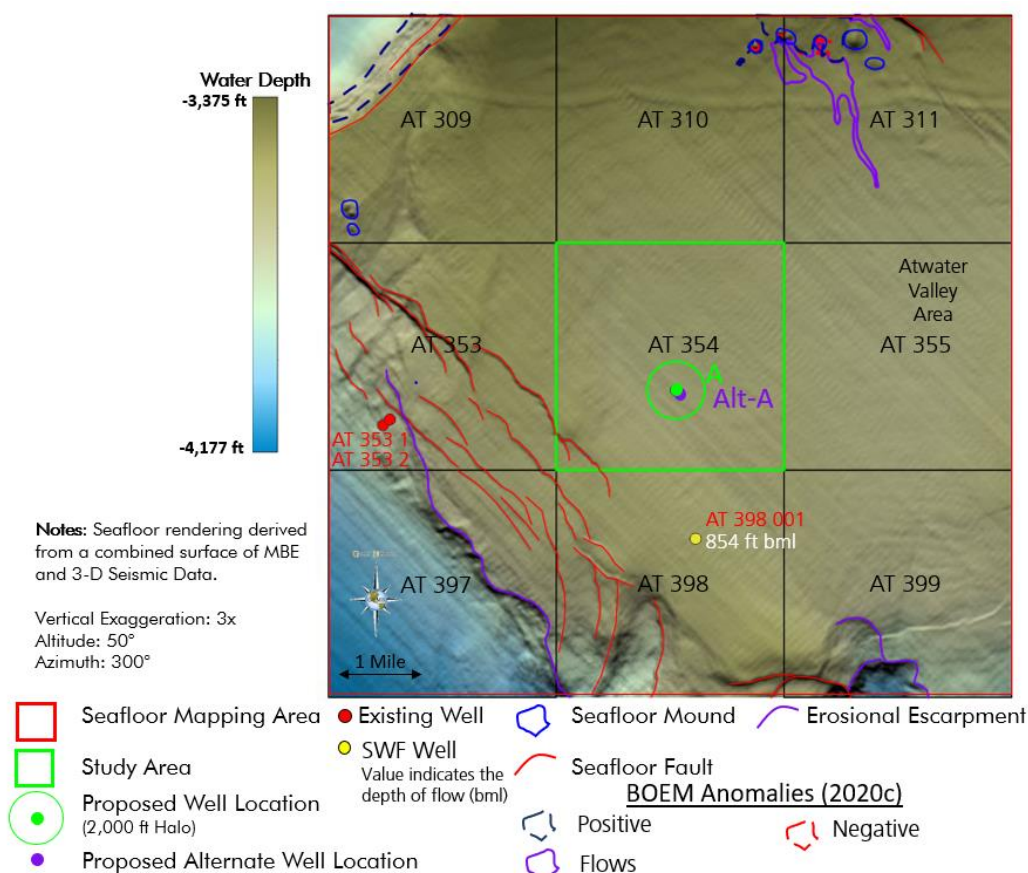 Water Depth
-3,375 ft
-4,177 ft
AT 309
AT 310
AT 311
Atwater
Valley
Area
AT 353
AT 354
AT 355
A
Alt-A
AT 353 1
AT 353 2
AT 398 001
854 ft bml
AT 397
AT 398
AT 399
1 Mile
Notes: Seafloor rendering derived
from a combined surface of MBE
and 3-D Seismic Data.
Vertical Exaggeration: 3x
Altitude: 50°
Azimuth: 300°
Seafloor Mapping Area
Study Area
Proposed Well Location
(2,000 ft Halo)
Proposed Alternate Well Location
Existing Well
SWF Well
Value indicates the
depth of flow (bml)
Seafloor Mound
Seafloor Fault
Erosional Escarpment
BOEM Anomalies (2020c)
Positive
Negative
Flows